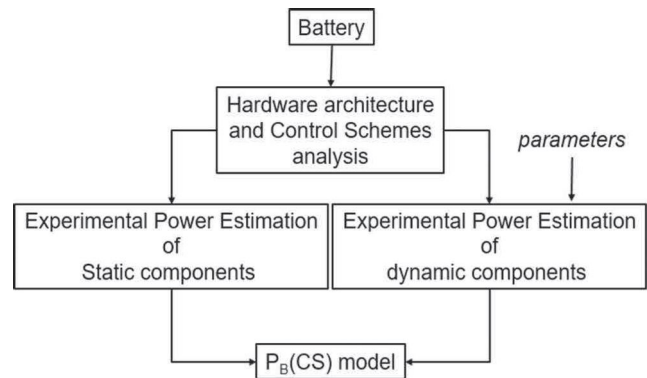 Battery
Hardware architecture
and Control Schemes
analysis
parameters
Experimental Power Estimation
of
Static components
Experimental Power Estimation
of
dynamic components
P_B(CS) model